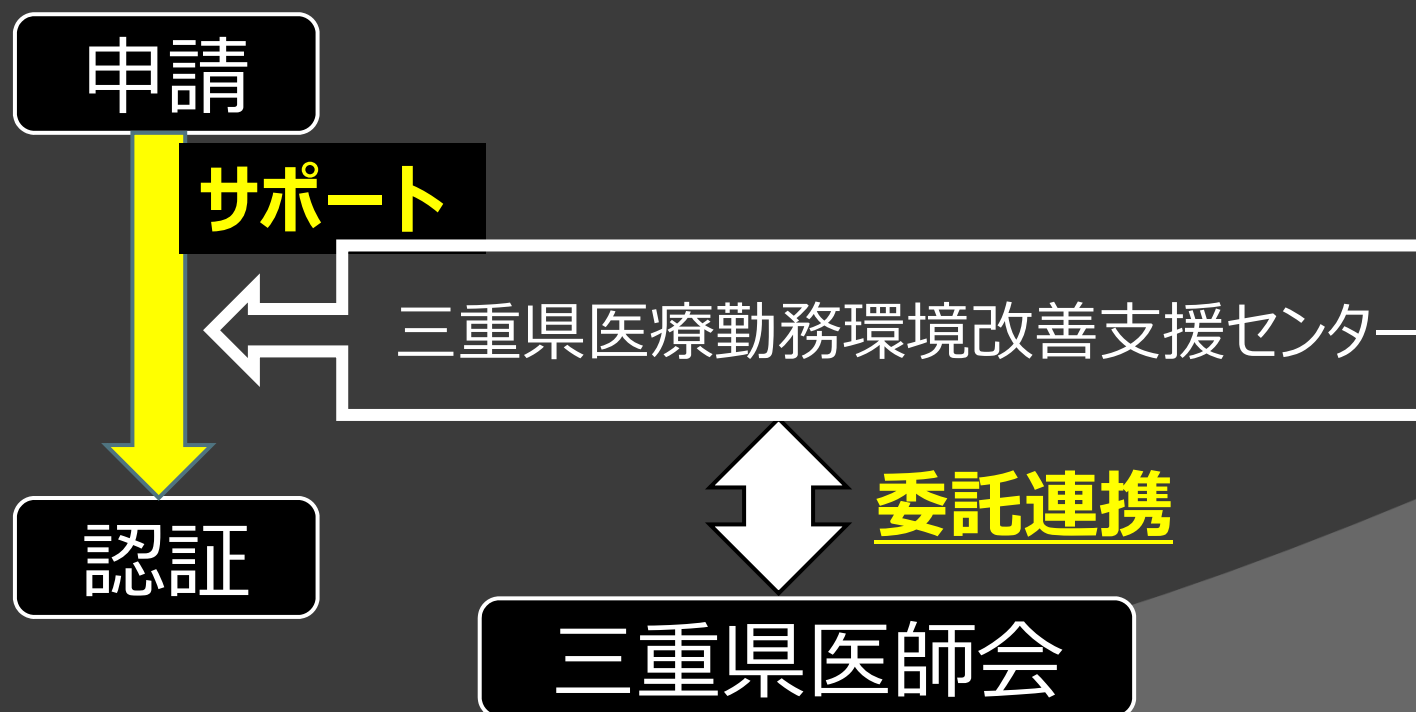 申請
サポート
三重県医療勤務環境改善支援センター
委託連携
認証
三重県医師会